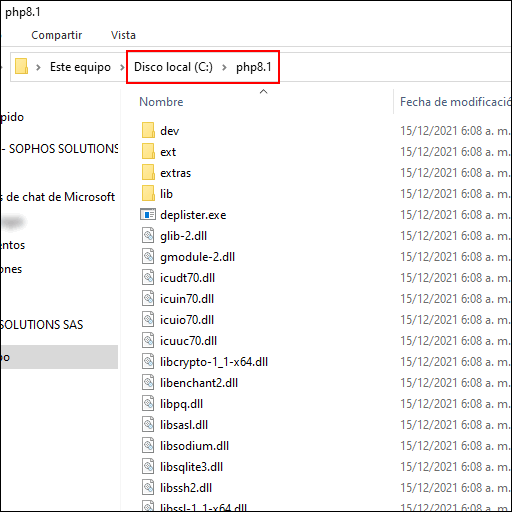 php8.1
Compartir Vista
Este equipo > Disco local (C:) > php8.1
Nombre Fecha de modificació
pido
- SOPHOS SOLUTIONS
s de chat de Microsoft
entos
ones
SOLUTIONS SAS
po
dev 15/12/2021 6:08 a. m.
ext 15/12/2021 6:08 a. m.
extras 15/12/2021 6:08 a. m.
lib 15/12/2021 6:08 a. m.
deplister.exe 15/12/2021 6:08 a. m.
glib-2.dll 15/12/2021 6:08 a. m.
gmodule-2.dll 15/12/2021 6:08 a. m.
icudt70.dll 15/12/2021 6:08 a. m.
icuin70.dll 15/12/2021 6:08 a. m.
icuio70.dll 15/12/2021 6:08 a. m.
icuuc70.dll 15/12/2021 6:08 a. m.
libcrypto-1_1-x64.dll 15/12/2021 6:08 a. m.
libenchant2.dll 15/12/2021 6:08 a. m.
libpq.dll 15/12/2021 6:08 a. m.
libsasl.dll 15/12/2021 6:08 a. m.
libsodium.dll 15/12/2021 6:08 a. m.
libsqlite3.dll 15/12/2021 6:08 a. m.
libssh2.dll 15/12/2021 6:08 a. m.
libssl-1_1-x64.dll 15/12/2021 6:08 a. m.